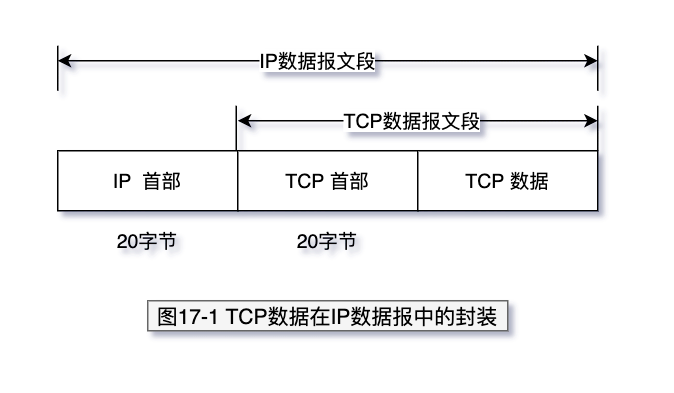 IP数据报文段
TCP数据报文段
IP 首部
TCP 首部
TCP 数据
20字节
20字节
图17-1 TCP数据在IP数据报中的封装